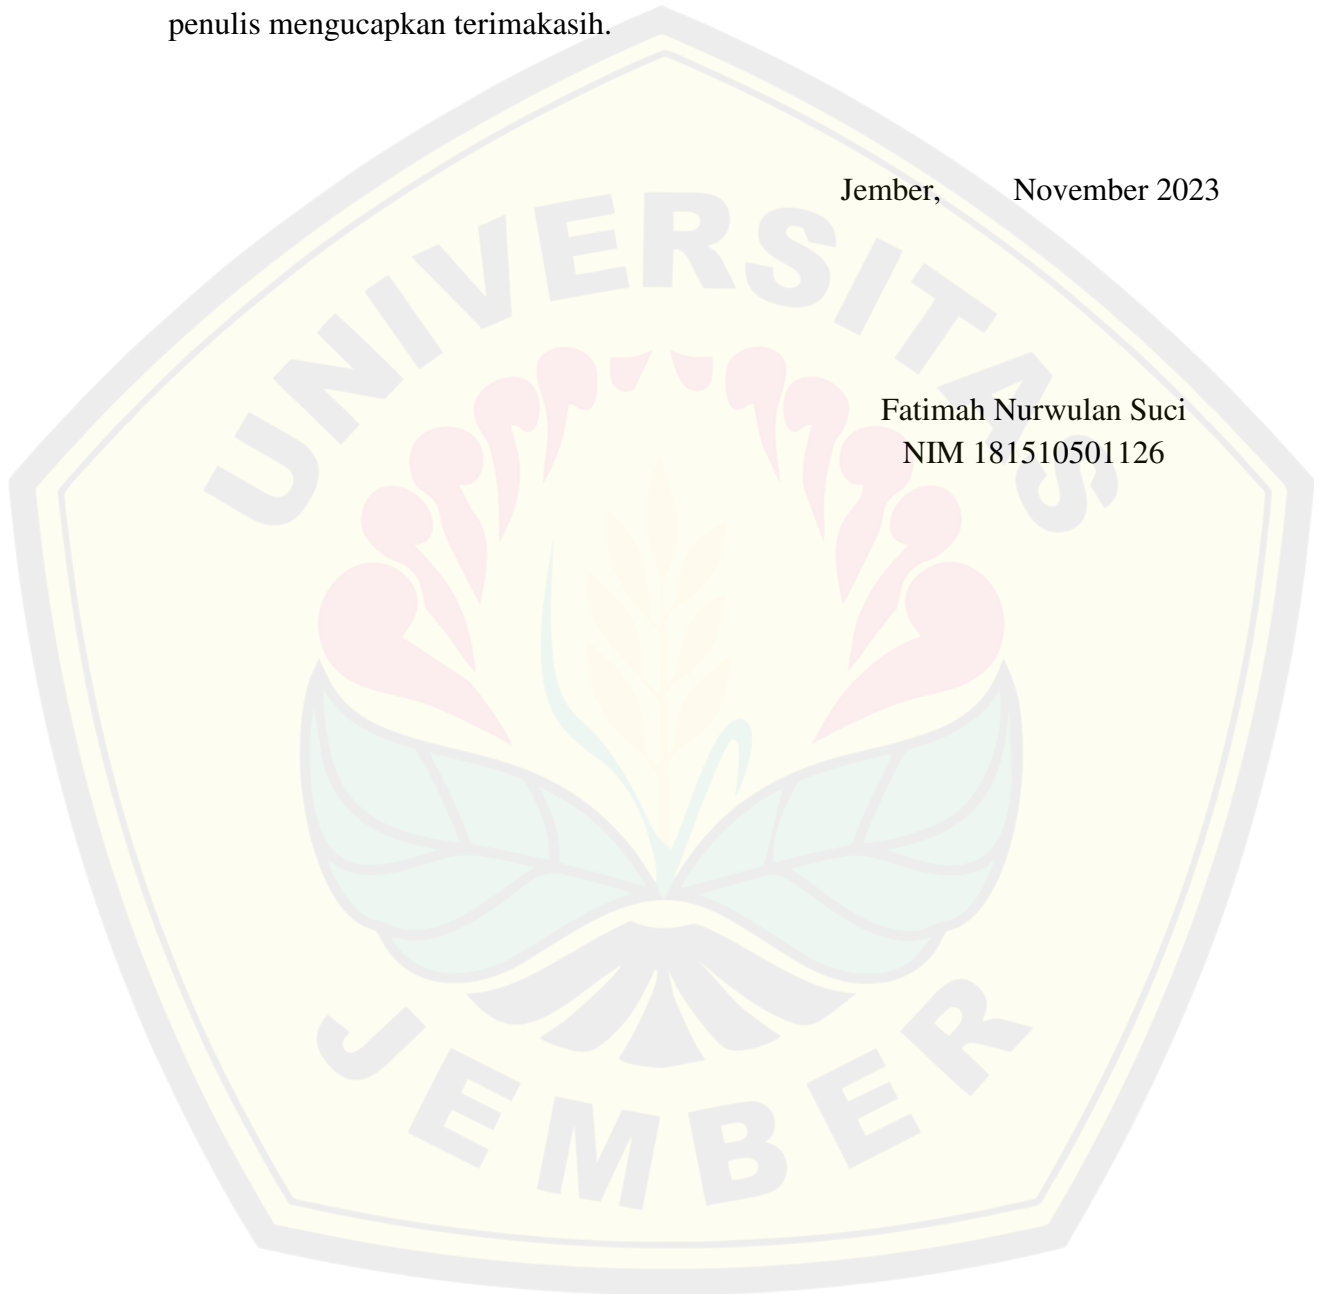 penulis mengucapkan terimakasih.
Jember, November 2023
Fatimah Nurwulan Suci
NIM 181510501126
UNIVERSITAS
JEMBER